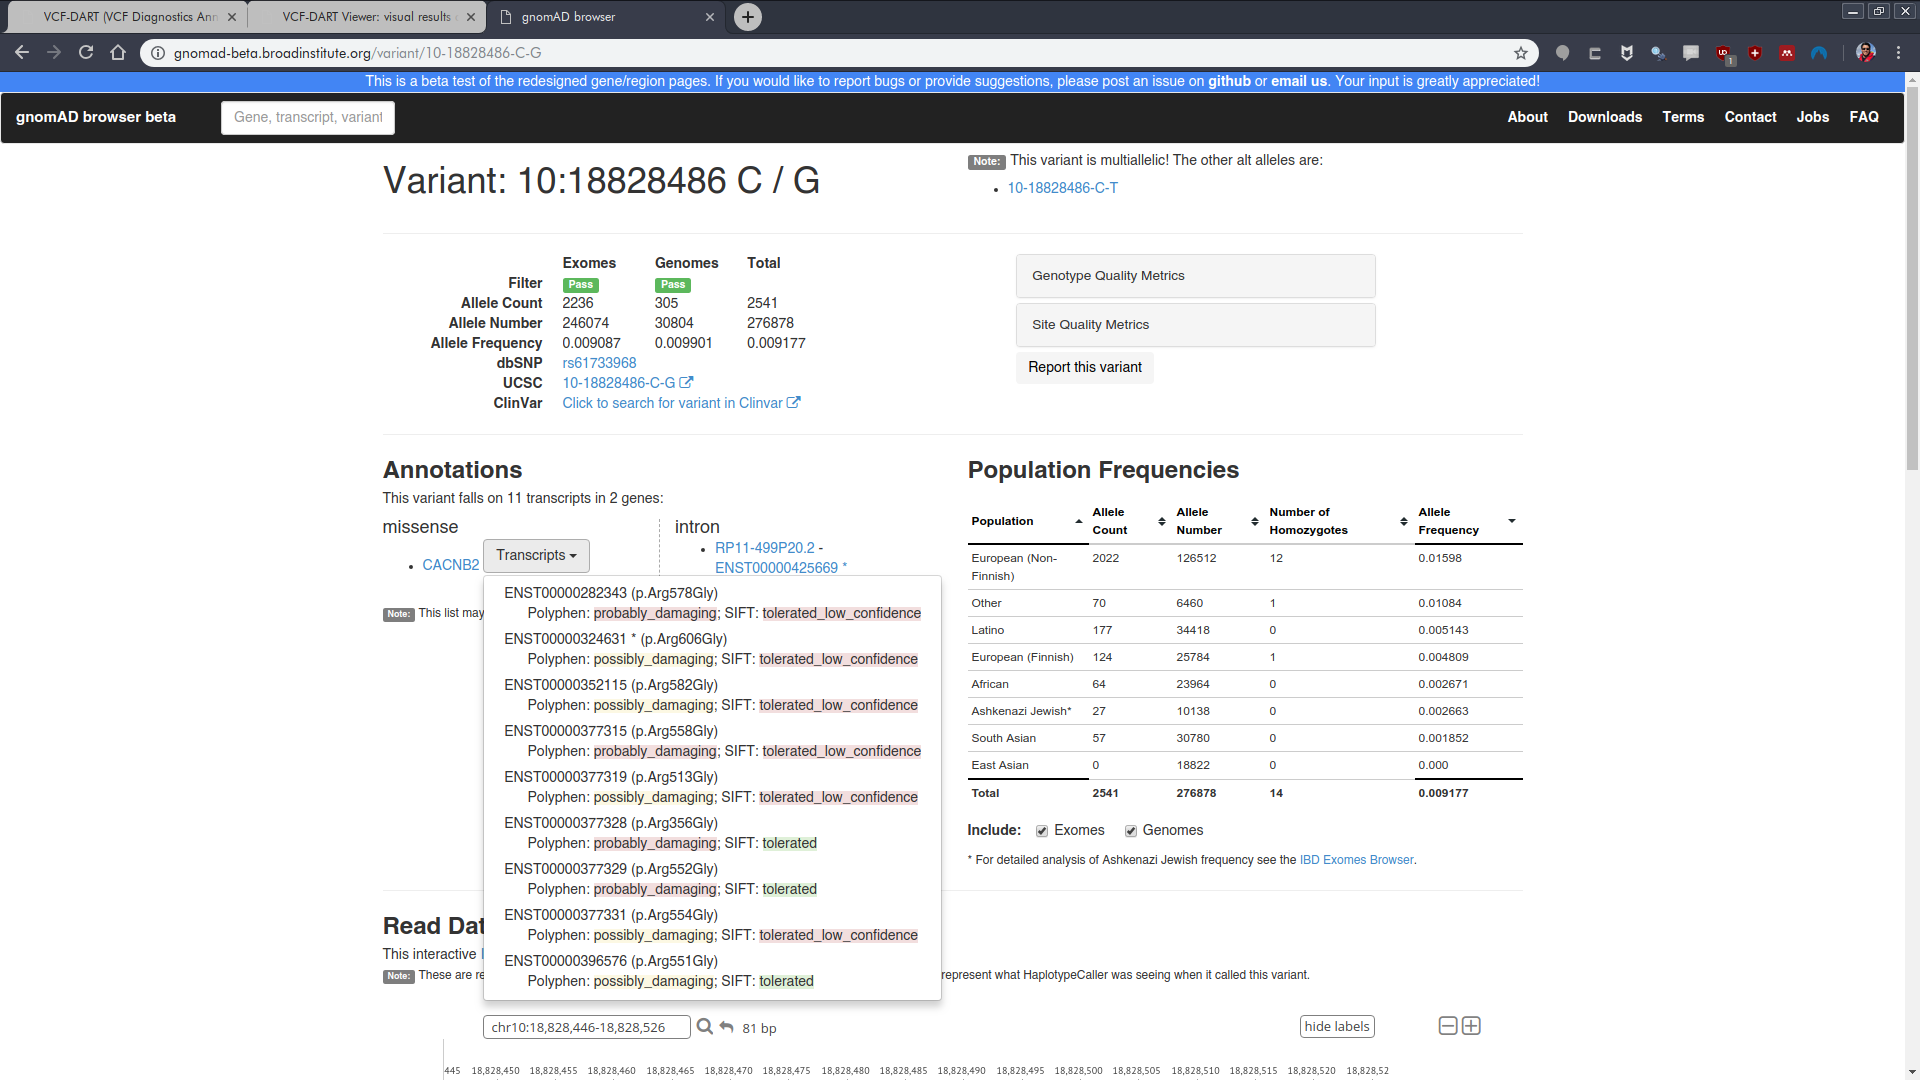 VCF-DART (VCF Diagnostics Ann
VCF-DART Viewer: visual results
gnomAD browser
gnomad-beta.broadinstitute.org/variant/10-18828486-C-G
1
This is a beta test of the redesigned gene/region pages. If you would like to report bugs or provide suggestions, please post an issue on github or email us. Your input is greatly appreciated!
gnomAD browser beta
Gene, transcript, variant
About Downloads Terms Contact Jobs FAQ
Variant: 10:18828486 C / G
Note: This variant is multiallelic! The other alt alleles are:
10-18828486-C-T
Exomes Genomes Total
Filter Pass Pass
Allele Count 2236 305 2541
Allele Number 246074 30804 276878
Allele Frequency 0.009087 0.009901 0.009177
dbSNP rs61733968
UCSC 10-18828486-C-G
ClinVar Click to search for variant in Clinvar
Genotype Quality Metrics
Site Quality Metrics
Report this variant
Annotations
This variant falls on 11 transcripts in 2 genes:
missense
CACNB2 Transcripts
intron
RP11-499P20.2 -
ENST00000425669 *
Note: This list may
ENST00000282343 (p.Arg578Gly)
Polyphen: probably_damaging; SIFT: tolerated_low_confidence
ENST00000324631 * (p.Arg606Gly)
Polyphen: possibly_damaging; SIFT: tolerated_low_confidence
ENST00000352115 (p.Arg582Gly)
Polyphen: possibly_damaging; SIFT: tolerated_low_confidence
ENST00000377315 (p.Arg558Gly)
Polyphen: probably_damaging; SIFT: tolerated_low_confidence
ENST00000377319 (p.Arg513Gly)
Polyphen: possibly_damaging; SIFT: tolerated_low_confidence
ENST00000377328 (p.Arg356Gly)
Polyphen: probably_damaging; SIFT: tolerated
ENST00000377329 (p.Arg552Gly)
Polyphen: probably_damaging; SIFT: tolerated
ENST00000377331 (p.Arg554Gly)
Polyphen: possibly_damaging; SIFT: tolerated_low_confidence
ENST00000396576 (p.Arg551Gly)
Polyphen: possibly_damaging; SIFT: tolerated
Population Frequencies
Population Allele Count Allele Number Number of Homozygotes Allele Frequency
European (Non-Finnish) 2022 126512 12 0.01598
Other 70 6460 1 0.01084
Latino 177 34418 0 0.005143
European (Finnish) 124 25784 1 0.004809
African 64 23964 0 0.002671
Ashkenazi Jewish* 27 10138 0 0.002663
South Asian 57 30780 0 0.001852
East Asian 0 18822 0 0.000
Total 2541 276878 14 0.009177
Include: Exomes Genomes
* For detailed analysis of Ashkenazi Jewish frequency see the IBD Exomes Browser.
Read Dat
This interactive
Note: These are re
represent what HaplotypeCaller was seeing when it called this variant.
chr10:18,828,446-18,828,526 81 bp
hide labels
445 18,828,450 18,828,455 18,828,460 18,828,465 18,828,470 18,828,475 18,828,480 18,828,485 18,828,490 18,828,495 18,828,500 18,828,505 18,828,510 18,828,515 18,828,520 18,828,52